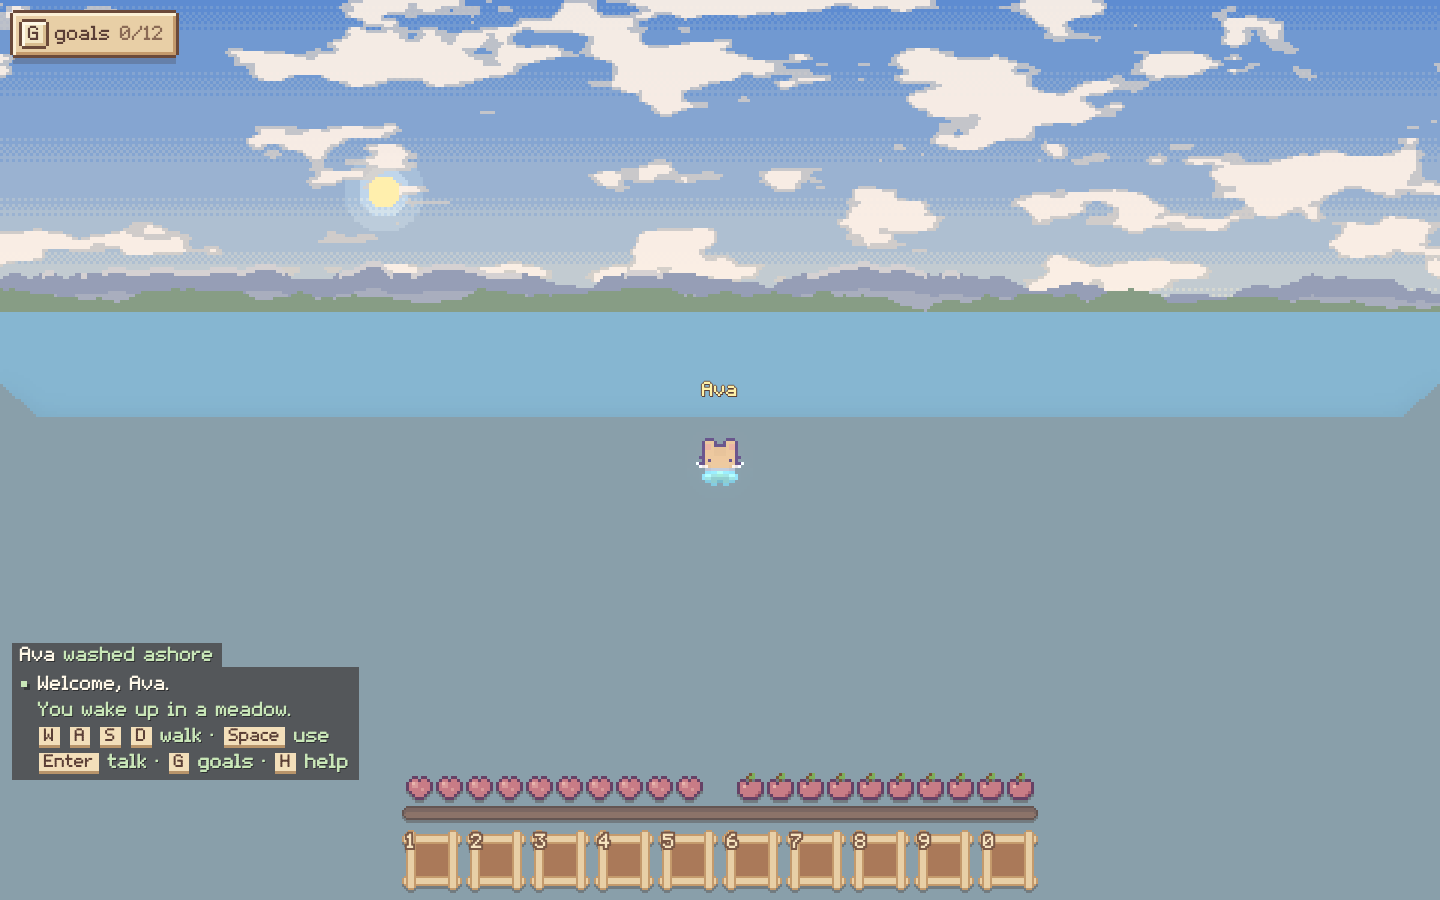 G goals 0/12
Ava
Ava washed ashore
Welcome, Ava.
You wake up in a meadow.
W A S D walk · Space use
Enter talk · G goals · H help
1 2 3 4 5 6 7 8 9 0